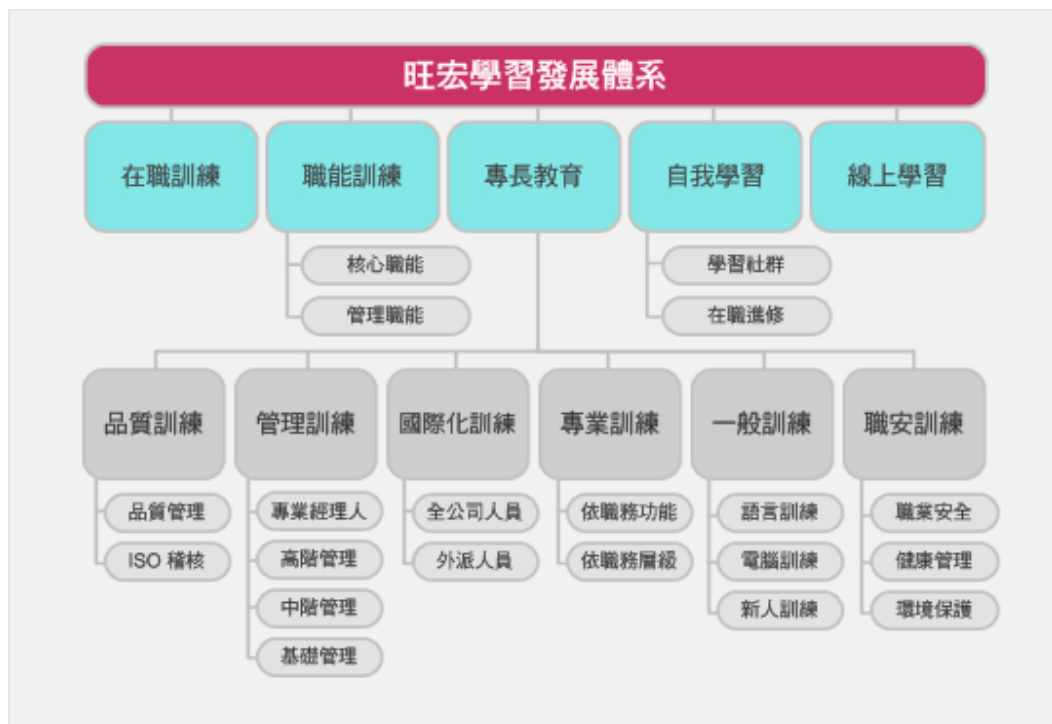 旺宏學習發展體系
在職訓練
職能訓練
專長教育
自我學習
線上學習
核心職能
管理職能
學習社群
在職進修
品質訓練
管理訓練
國際化訓練
專業訓練
一般訓練
職安訓練
品質管理
ISO 稽核
專業經理人
高階管理
中階管理
基礎管理
全公司人員
外派人員
依職務功能
依職務層級
語言訓練
電腦訓練
新人訓練
職業安全
健康管理
環境保護